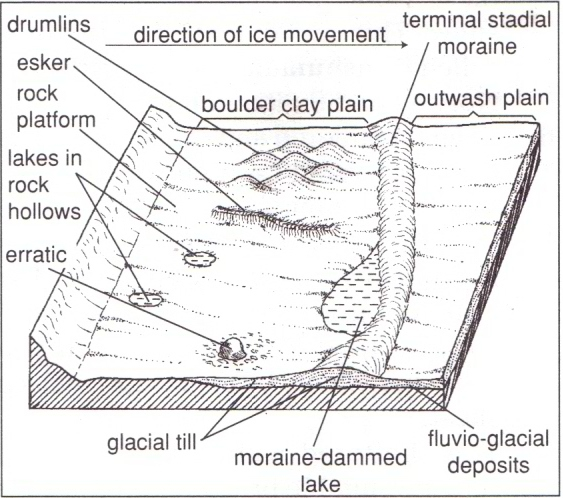 drumlins
direction of ice movement
terminal stadial
moraine
esker
rock
platform
boulder clay plain
outwash plain
lakes in
rock
hollows
erratic
glacial till
moraine-dammed
lake
fluvio-glacial
deposits